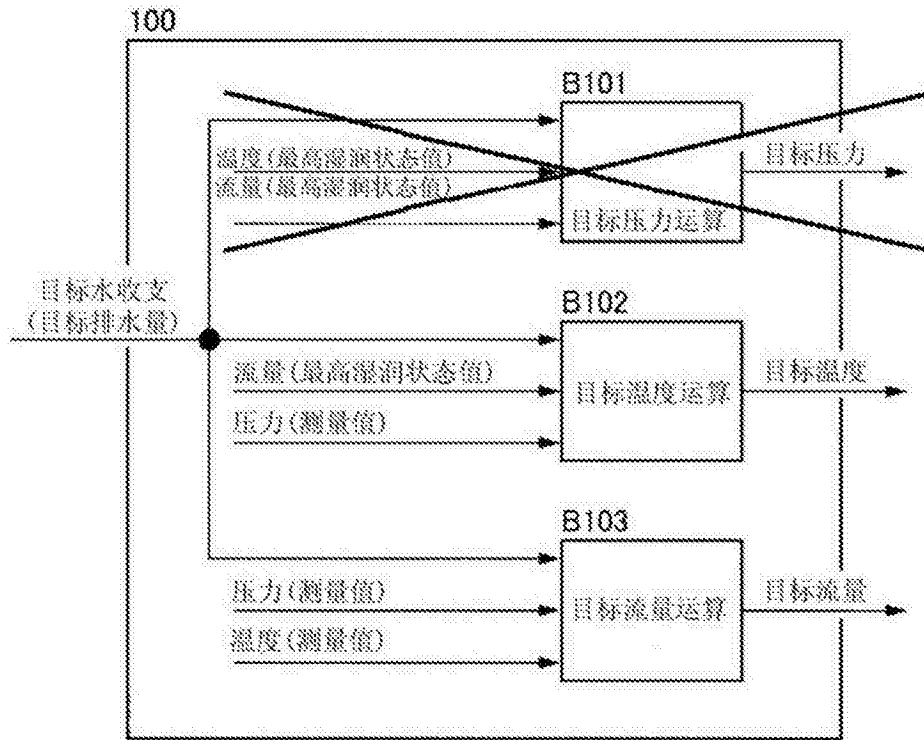 100
B101
温度(最高湿润状态值)
流量(最高湿润状态值)
目标压力运算
目标压力
目标水收支
(目标排水量)
B102
流量(最高湿润状态值)
压力(测量值)
目标温度运算
目标温度
B103
压力(测量值)
温度(测量值)
目标流量运算
目标流量